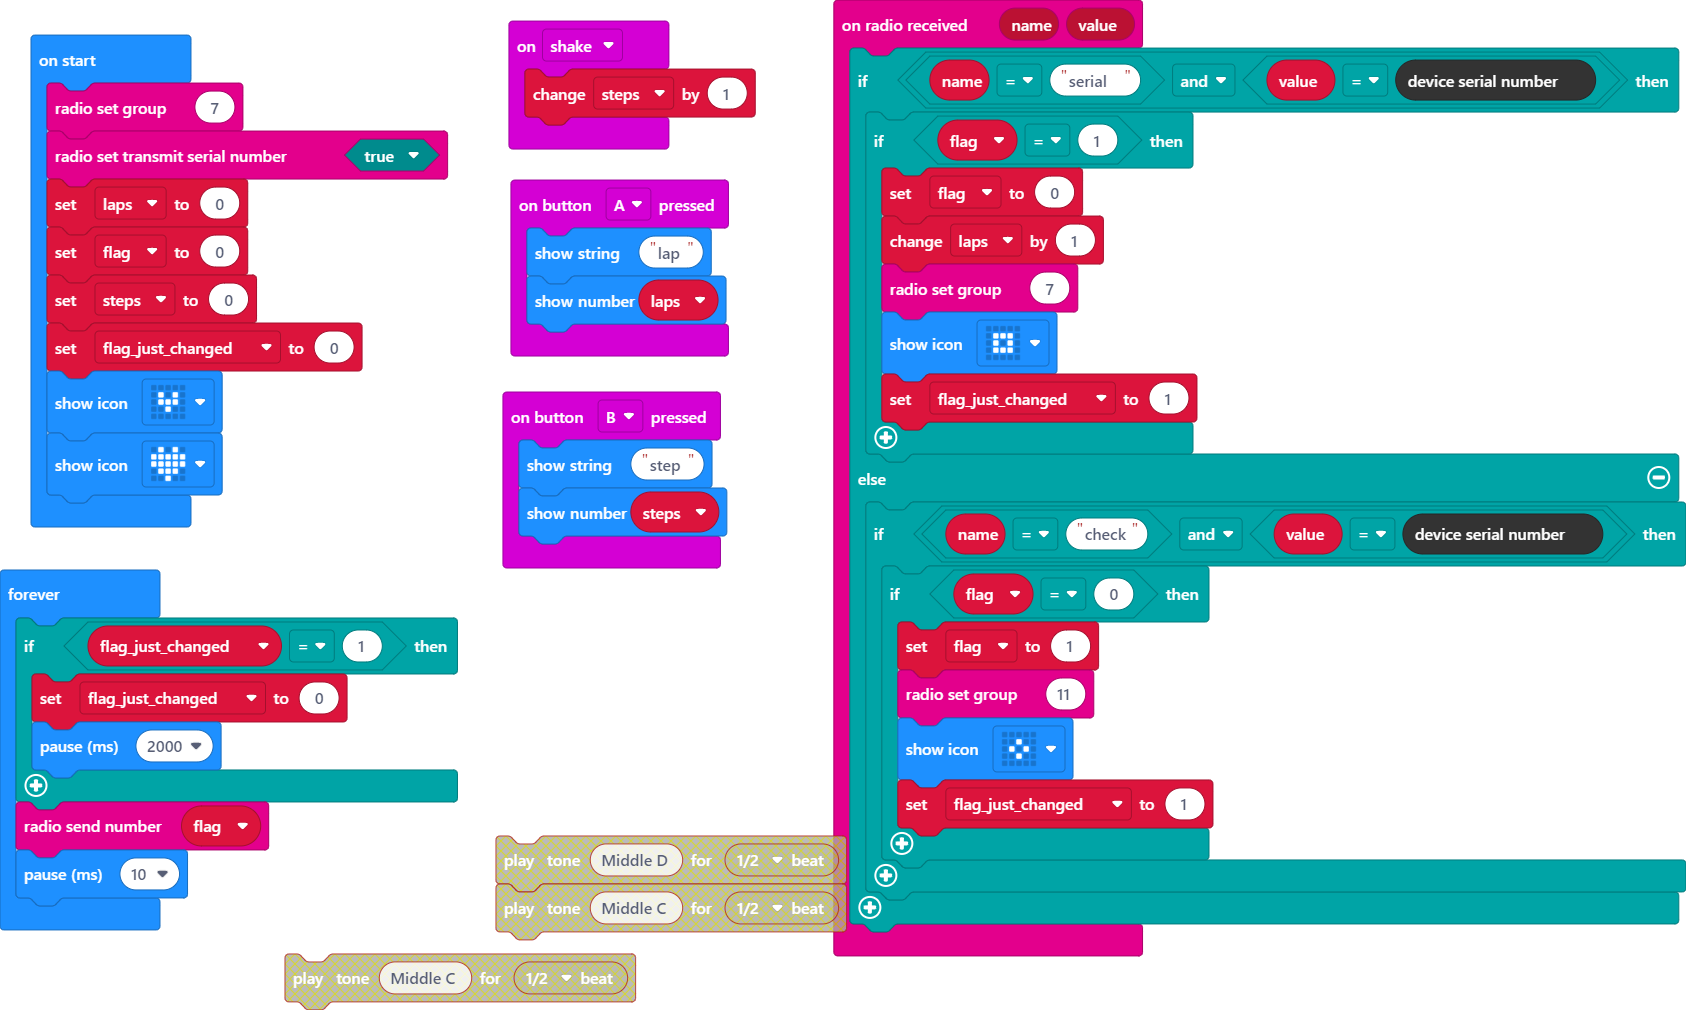 on start
radio set group 7
radio set transmit serial number true
set laps to 0
set flag to 0
set steps to 0
set flag_just_changed to 0
show icon
show icon
forever
if flag_just_changed = 1 then
set flag_just_changed to 0
pause (ms) 2000
radio send number flag
pause (ms) 10
on shake
change steps by 1
on button A pressed
show string "lap"
show number laps
on button B pressed
show string "step"
show number steps
play tone Middle D for 1/2 beat
play tone Middle C for 1/2 beat
play tone Middle C for 1/2 beat
on radio received name value
if name = "serial" and value = device serial number then
if flag = 1 then
set flag to 0
change laps by 1
radio set group 7
show icon
set flag_just_changed to 1
else
if name = "check" and value = device serial number then
if flag = 0 then
set flag to 1
radio set group 11
show icon
set flag_just_changed to 1